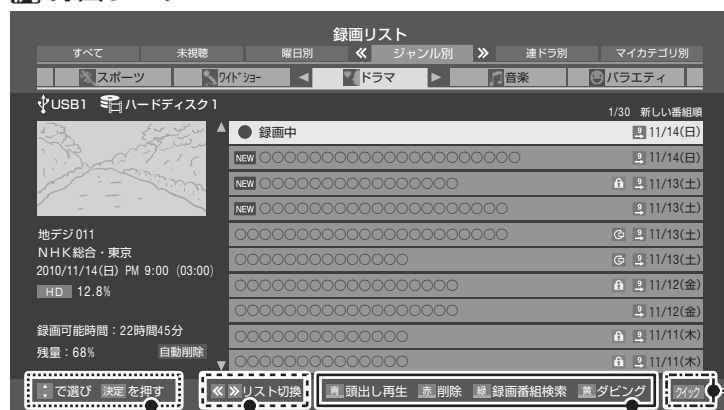 録画リスト
すべて 未視聴 曜日別 ≪ ジャンル別 ≫ 連ドラ別 マイカテゴリ別
スポーツ ワイドショー ◀ ドラマ ▶ 音楽 バラエティ
USB1 ハードディスク1
1/30 新しい番組順
● 録画中 11/14(日)
NEW ○○○○○○○○○○○○○○○○○○○○○ 11/14(日)
NEW ○○○○○○○○○○○○○○○○ 11/13(土)
NEW ○○○○○○○○○○○○○○○○○○○○ 11/13(土)
○○○○○○○○○○○○○○○○○○○○○○ 11/13(土)
○○○○○○○○○○○○○○ 11/13(土)
○○○○○○○○○○○○○○○○○○ 11/12(金)
○○○○○○○○○○○○○○○○○○ 11/12(金)
○○○○○○○○○○○○○○ 11/11(木)
○○○○○○○○○○○○○○ 11/11(木)
地デジ011
NHK総合・東京
2010/11/14(日) PM 9:00 (03:00)
HD 12.8%
録画可能時間：22時間45分
残量：68% 自動削除
で選び 決定 を押す ≪ ≫ リスト切換 青 頭出し再生 赤 削除 緑 録画番組検索 黄 ダビング クイック